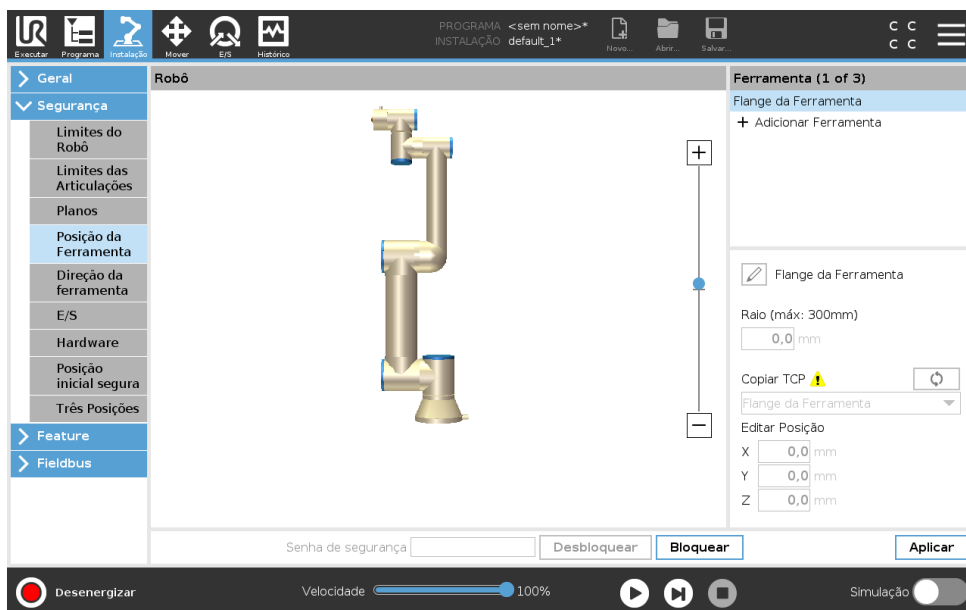 PROGRAMA <sem nome>*
INSTALAÇÃO default_1*
C C
C C
Executar Programa Instalação Mover E/S Histórico Novo... Abrir... Salvar...
Geral
Segurança
Limites do
Robô
Limites das
Articulações
Planos
Posição da
Ferramenta
Direção da
ferramenta
E/S
Hardware
Posição
inicial segura
Três Posições
Feature
Fieldbus
Robô
+
−
Ferramenta (1 of 3)
Flange da Ferramenta
+ Adicionar Ferramenta
Flange da Ferramenta
Raio (máx: 300mm)
0,0 mm
Copiar TCP
Flange da Ferramenta
Editar Posição
X 0,0 mm
Y 0,0 mm
Z 0,0 mm
Senha de segurança Desbloquear Bloquear Aplicar
Desenergizar Velocidade 100% Simulação